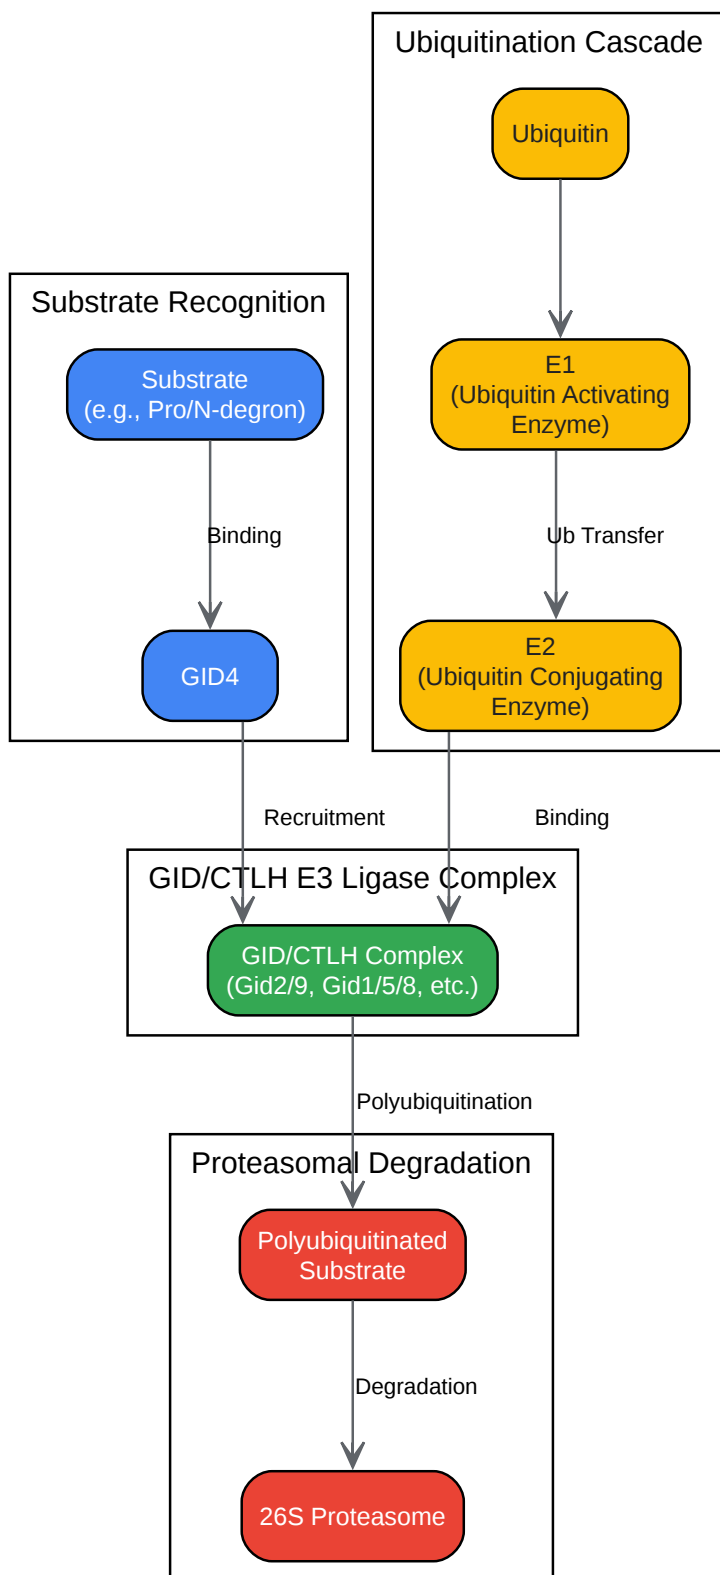 Ubiquitination Cascade
Ubiquitin
Substrate Recognition
Substrate
(e.g., Pro/N-degron)
E1
(Ubiquitin Activating
Enzyme)
Binding
Ub Transfer
GID4
E2
(Ubiquitin Conjugating
Enzyme)
Recruitment
Binding
GID/CTLH E3 Ligase Complex
GID/CTLH Complex
(Gid2/9, Gid1/5/8, etc.)
Polyubiquitination
Proteasomal Degradation
Polyubiquitinated
Substrate
Degradation
26S Proteasome